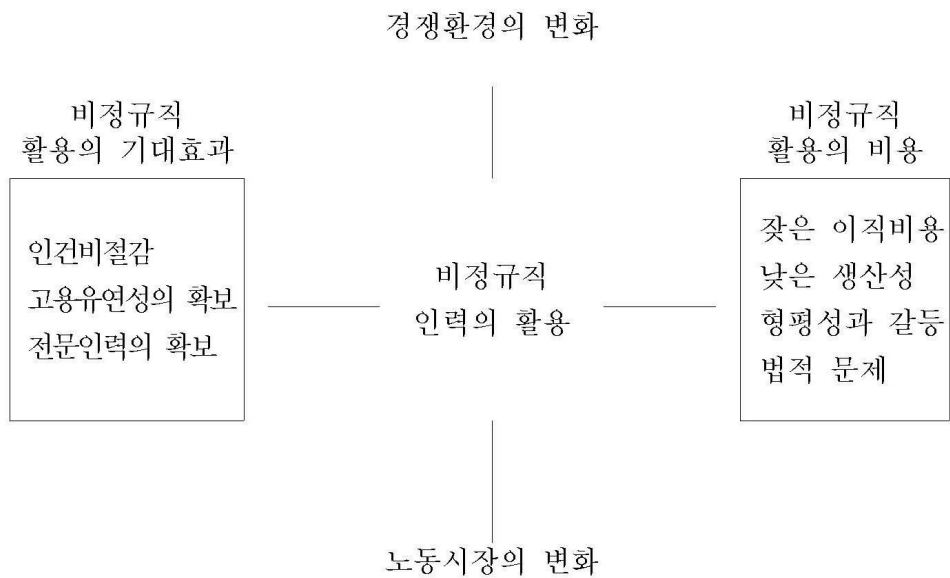 경쟁환경의 변화
비정규직
활용의 기대효과
인건비절감
고용유연성의 확보
전문인력의 확보
비정규직
인력의 활용
비정규직
활용의 비용
잦은 이직비용
낮은 생산성
형평성과 갈등
법적 문제
노동시장의 변화